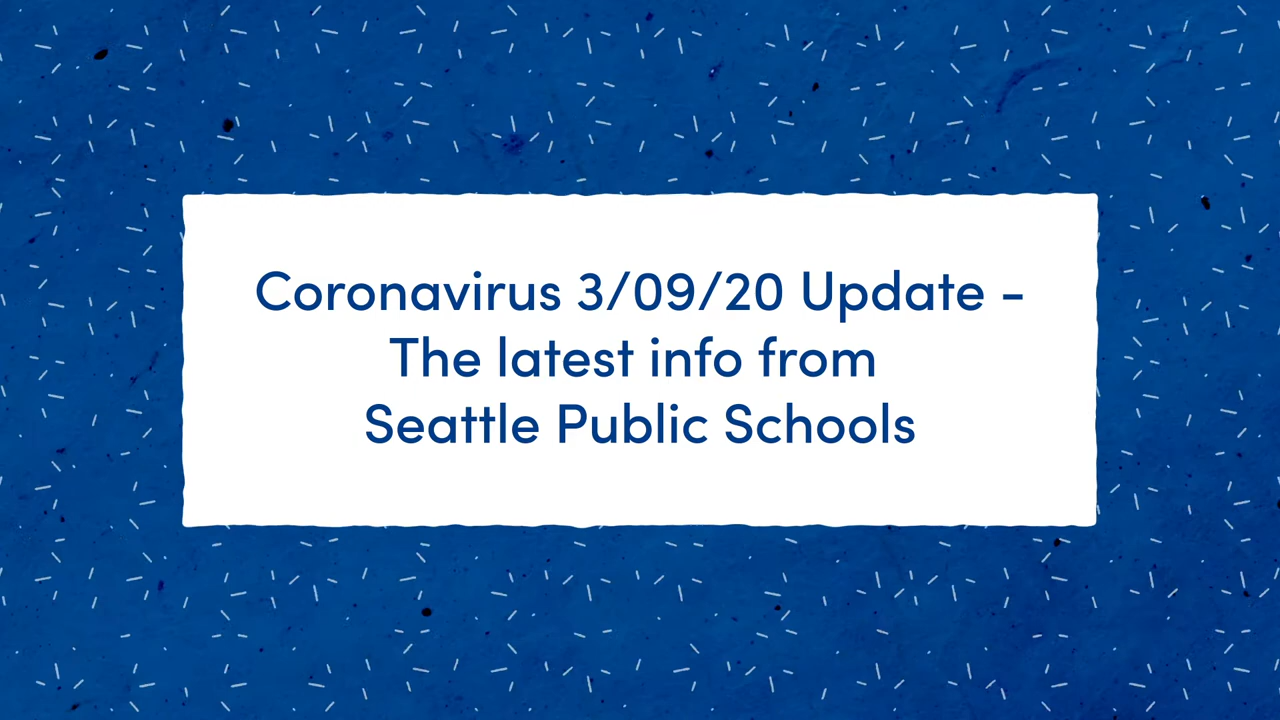 Coronavirus 3/09/20 Update -
The latest info from
Seattle Public Schools